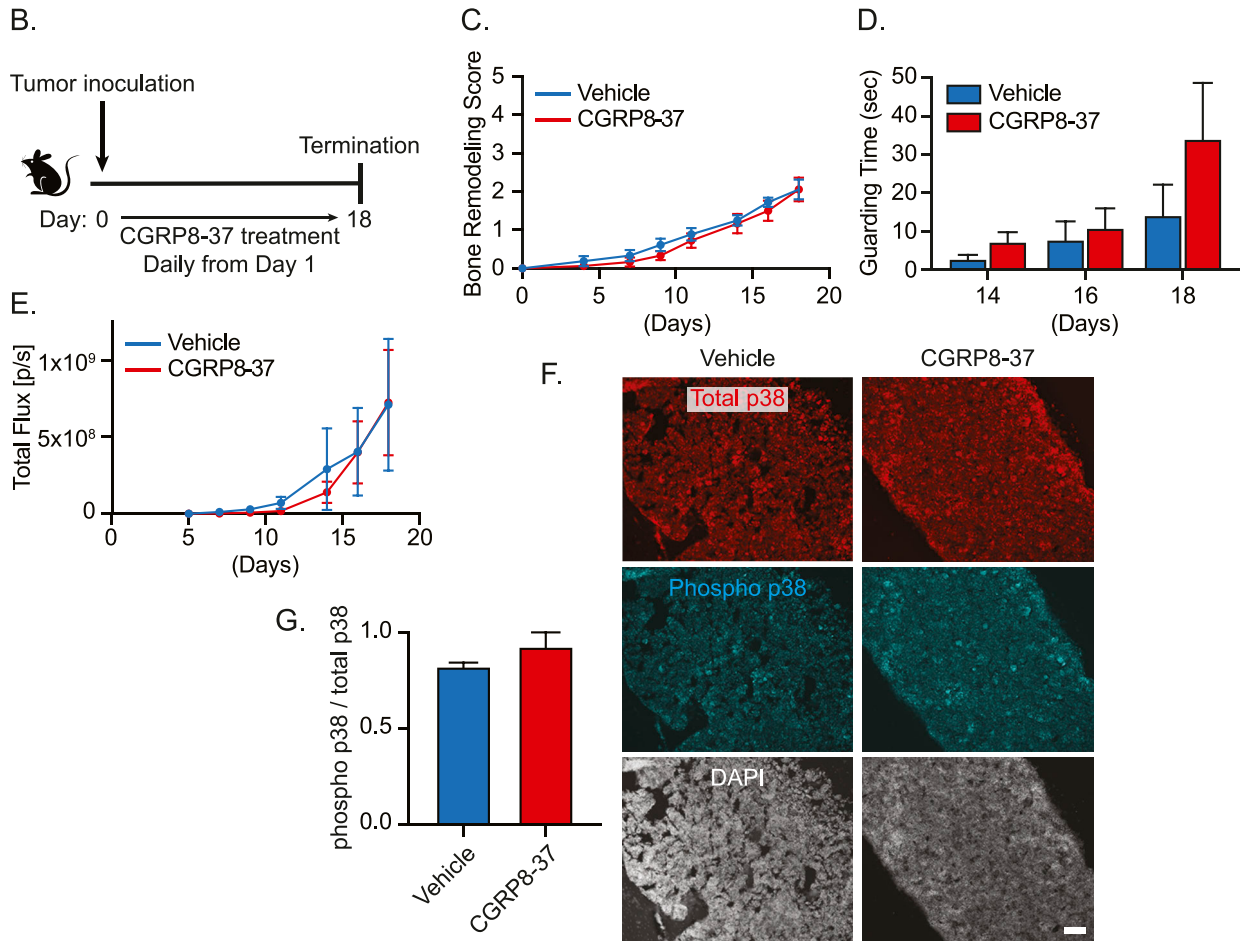 B.
Tumor inoculation
Termination
Day: 0
18
CGRP8-37 treatment
Daily from Day 1
C.
Bone Remodeling Score
5
4
3
2
1
0
Vehicle
CGRP8-37
0
5
10
15
20
(Days)
D.
Guarding Time (sec)
50
40
30
20
10
0
Vehicle
CGRP8-37
14
16
18
(Days)
E.
Total Flux [p/s]
1x10⁹
5x10⁸
0
Vehicle
CGRP8-37
0
5
10
15
20
(Days)
F.
Vehicle
CGRP8-37
Total p38
Phospho p38
DAPI
G.
phospho p38 / total p38
1.0
0.5
0.0
Vehicle
CGRP8-37